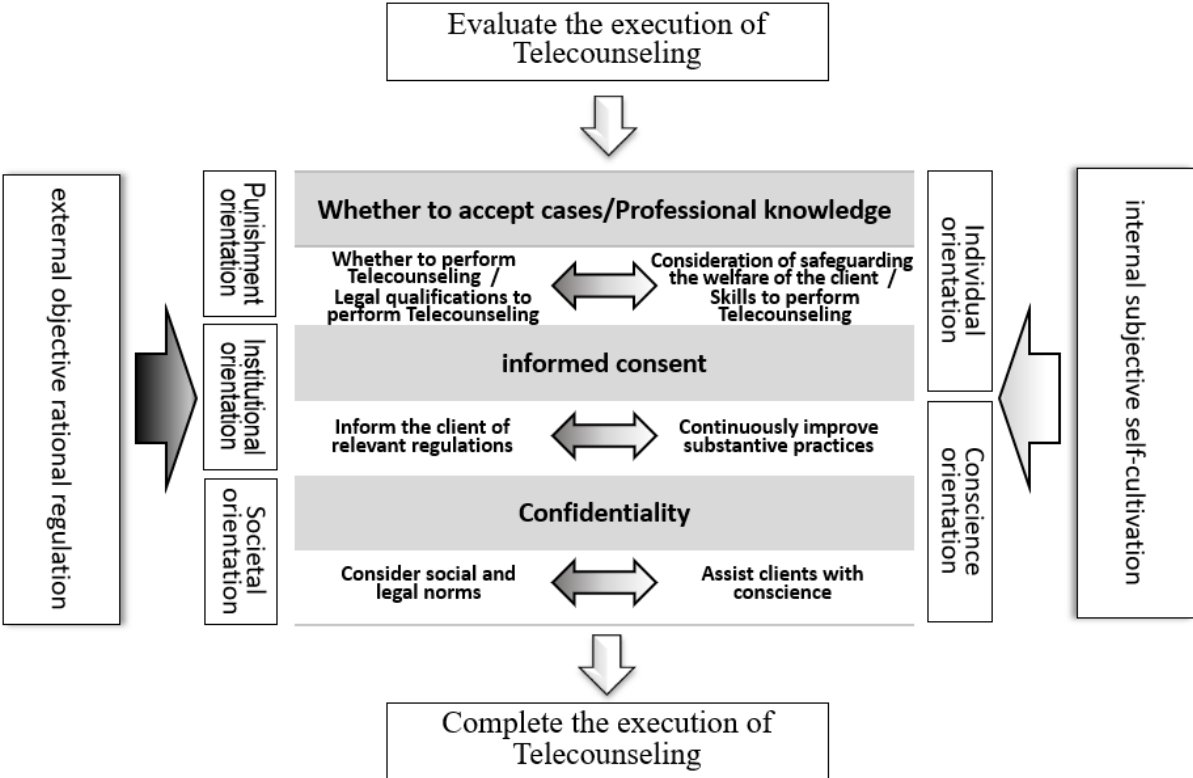 Evaluate the execution of
Telecounseling
external objective rational regulation
Punishment
orientation
Institutional
orientation
Societal
orientation
Whether to accept cases/Professional knowledge
Whether to perform
Telecounseling /
Legal qualifications to
perform Telecounseling
Consideration of safeguarding
the welfare of the client /
Skills to perform
Telecounseling
informed consent
Inform the client of
relevant regulations
Continuously improve
substantive practices
Confidentiality
Consider social and
legal norms
Assist clients with
conscience
Individual
orientation
Conscience
orientation
internal subjective self-cultivation
Complete the execution of
Telecounseling